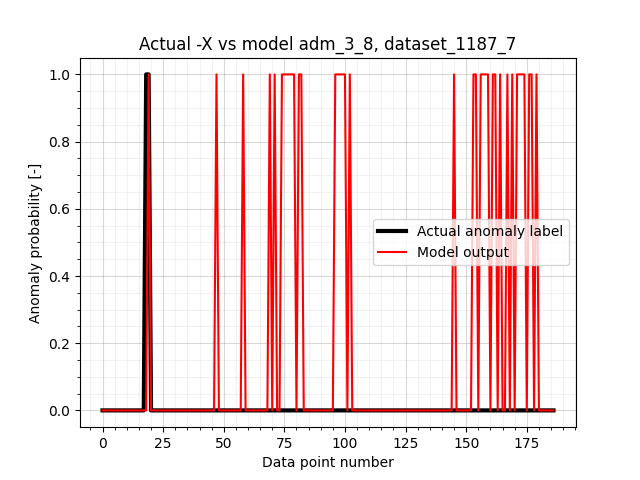 Actual -X vs model adm_3_8, dataset_1187_7
1.0
0.8
0.6
0.4
0.2
0.0
Anomaly probability [-]
Actual anomaly label
Model output
0 25 50 75 100 125 150 175
Data point number